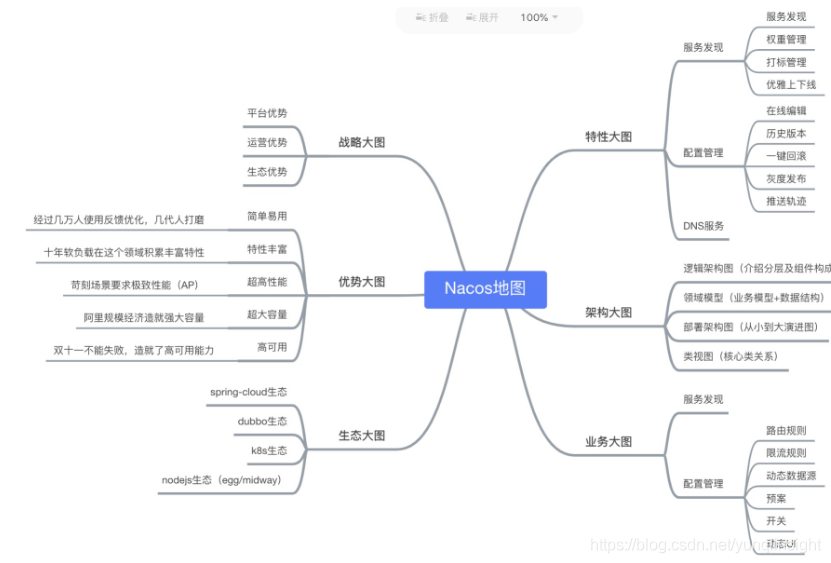 折叠 展开 100%
Nacos地图
战略大图
平台优势
运营优势
生态优势
优势大图
简单易用
经过几万人使用反馈优化，几代人打磨
特性丰富
十年软负载在这个领域积累丰富特性
超高性能
苛刻场景要求极致性能（AP）
超大容量
阿里规模经济造就强大容量
高可用
双十一不能失败，造就了高可用能力
生态大图
spring-cloud生态
dubbo生态
k8s生态
nodejs生态（egg/midway）
特性大图
服务发现
服务发现
权重管理
打标管理
优雅上下线
配置管理
在线编辑
历史版本
一键回滚
灰度发布
推送轨迹
DNS服务
架构大图
逻辑架构图（介绍分层及组件构成
领域模型（业务模型+数据结构）
部署架构图（从小到大演进图）
类视图（核心类关系）
业务大图
服务发现
配置管理
路由规则
限流规则
动态数据源
预案
开关
动态UI